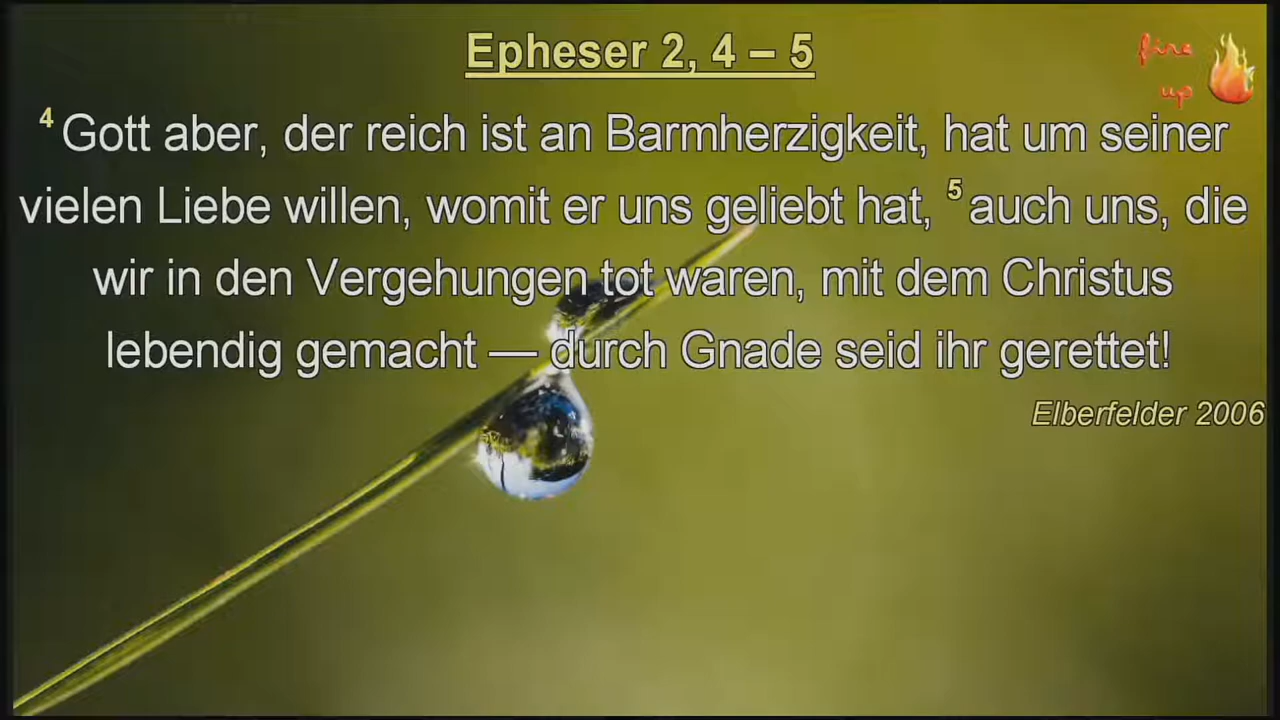 Epheser 2, 4 – 5
fire
up
4 Gott aber, der reich ist an Barmherzigkeit, hat um seiner
vielen Liebe willen, womit er uns geliebt hat, 5 auch uns, die
wir in den Vergehungen tot waren, mit dem Christus
lebendig gemacht — durch Gnade seid ihr gerettet!
Elberfelder 2006